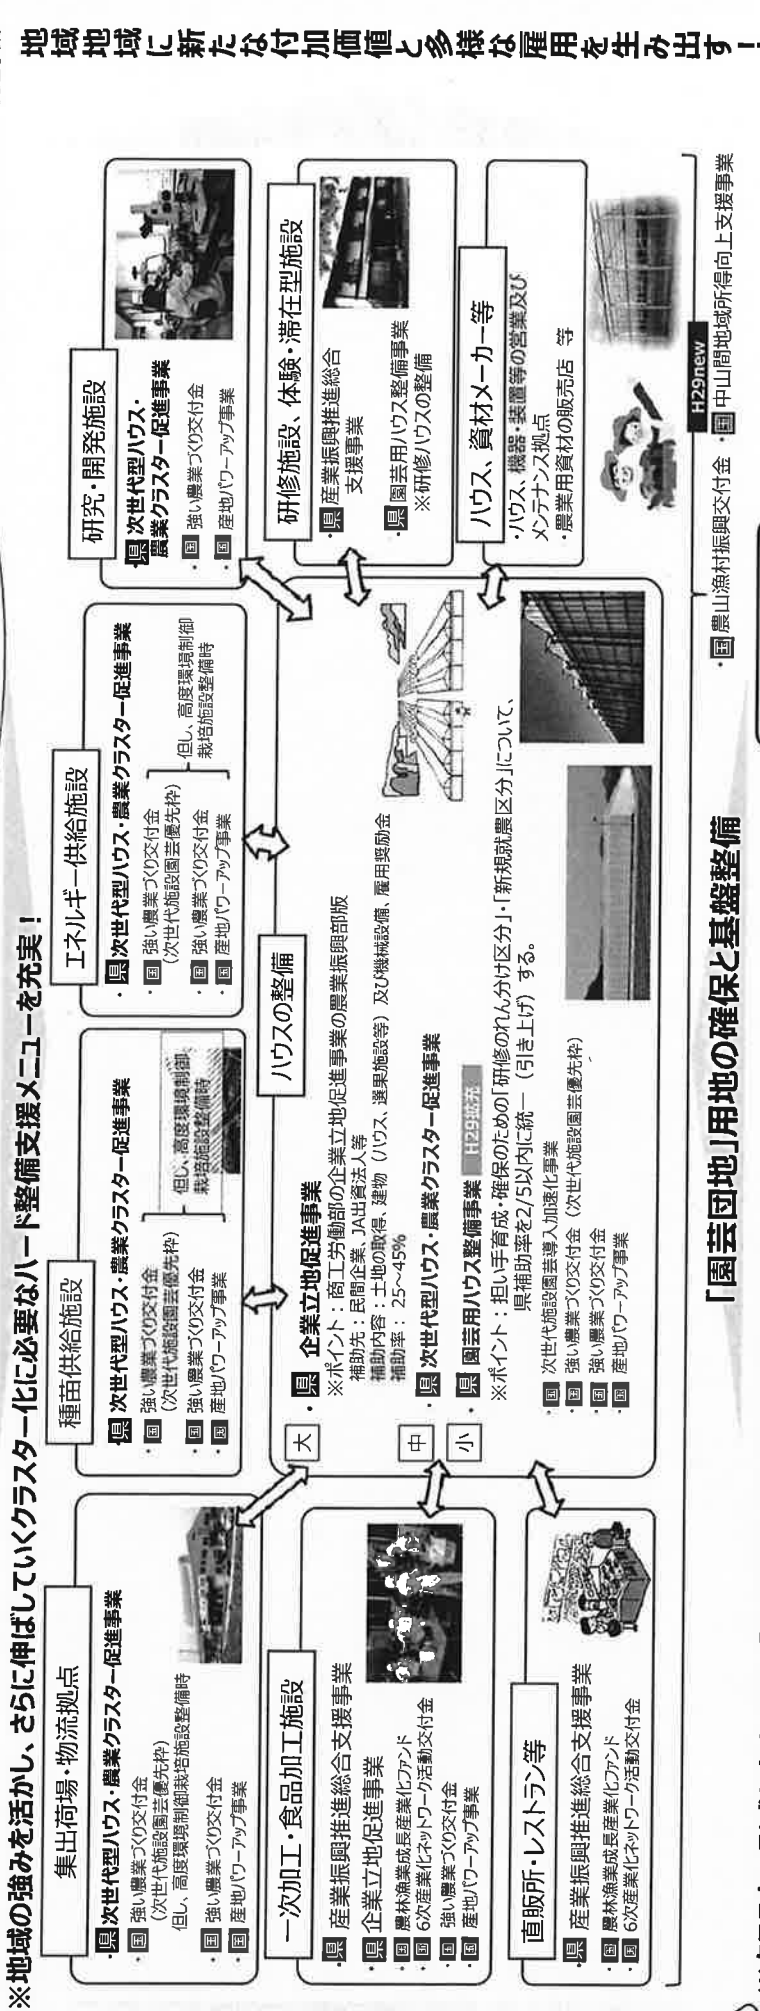 ※地域の強みを活かし、さらに伸ばしていくクラスター化に必要なハード整備支援メニューを充実！
地域地域に新たな付加価値と多様な雇用を生み出す！
集出荷場・物流拠点
・県 次世代型ハウス・農業クラスター促進事業
・国 強い農業づくり交付金
（次世代施設園芸優先枠）
但し、高度環境制御栽培施設整備時
・国 強い農業づくり交付金
・国 産地パワーアップ事業
種苗供給施設
県 次世代型ハウス・農業クラスター促進事業
・国 強い農業づくり交付金
（次世代施設園芸優先枠）
・国 強い農業づくり交付金
・国 産地パワーアップ事業
但し、高度環境制御
栽培施設整備時
エネルギー供給施設
・県 次世代型ハウス・農業クラスター促進事業
・国 強い農業づくり交付金
（次世代施設園芸優先枠）
・国 強い農業づくり交付金
・国 産地パワーアップ事業
但し、高度環境制御
栽培施設整備時
研究・開発施設
・県 次世代型ハウス・
農業クラスター促進事業
・国 強い農業づくり交付金
・国 産地パワーアップ事業
一次加工・食品加工施設
・県 産業振興推進総合支援事業
・県 企業立地促進事業
・国 農林漁業成長産業化ファンド
・国 6次産業化ネットワーク活動交付金
・国 強い農業づくり交付金
・国 産地パワーアップ事業
直販所・レストラン等
・県 産業振興推進総合支援事業
・国 農林漁業成長産業化ファンド
・国 6次産業化ネットワーク活動交付金
ハウスの整備
大
・県 企業立地促進事業
※ポイント：商工労働部の企業立地促進事業の農業振興部版
補助先：民間企業、JA出資法人等
補助内容：土地の取得、建物（ハウス、選果施設等）及び機械設備、雇用奨励金
補助率： 25～45%
中
・県 次世代型ハウス・農業クラスター促進事業
小
・県 園芸用ハウス整備事業 H29拡充
※ポイント：担い手育成・確保のための「研修のれん分け区分」・「新規就農区分」について、
県補助率を2/5以内に統一（引き上げ）する。
・国 次世代施設園芸導入加速化事業
・国 強い農業づくり交付金（次世代施設園芸優先枠）
・国 強い農業づくり交付金
・国 産地パワーアップ事業
研修施設、体験・滞在型施設
・県 産業振興推進総合
支援事業
・県 園芸用ハウス整備事業
※研修ハウスの整備
ハウス、資材メーカー等
・ハウス、機器・装置等の営業及び
メンテナンス拠点
・農業用資材の販売店 等
「園芸団地」用地の確保と基盤整備
H29new
・国 農山漁村振興交付金 ・国 中山間地域所得向上支援事業